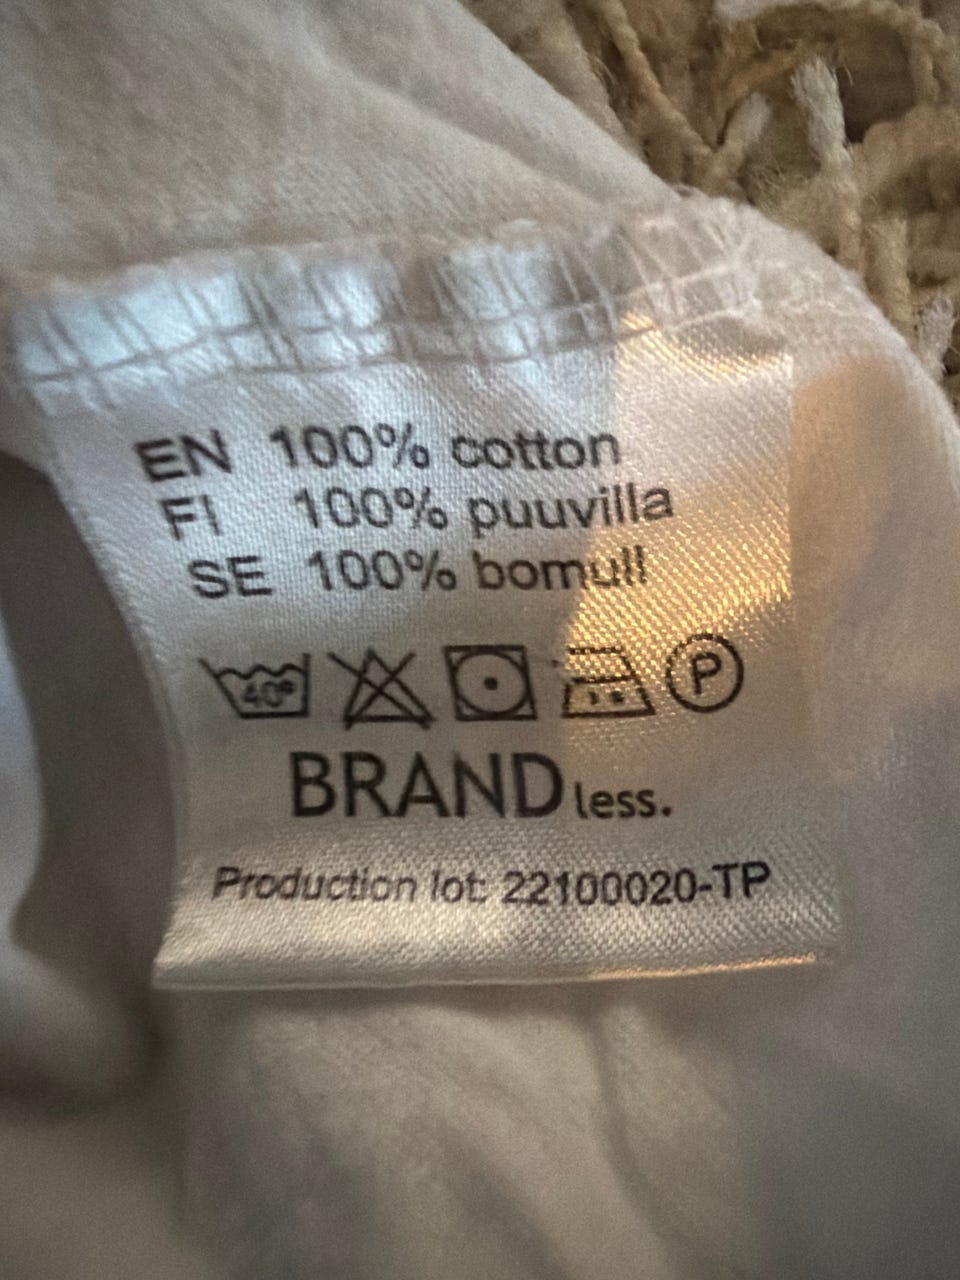 EN 100% cotton
FI 100% puuvilla
SE 100% bomull
40° P
BRANDless.
Production lot: 22100020-TP